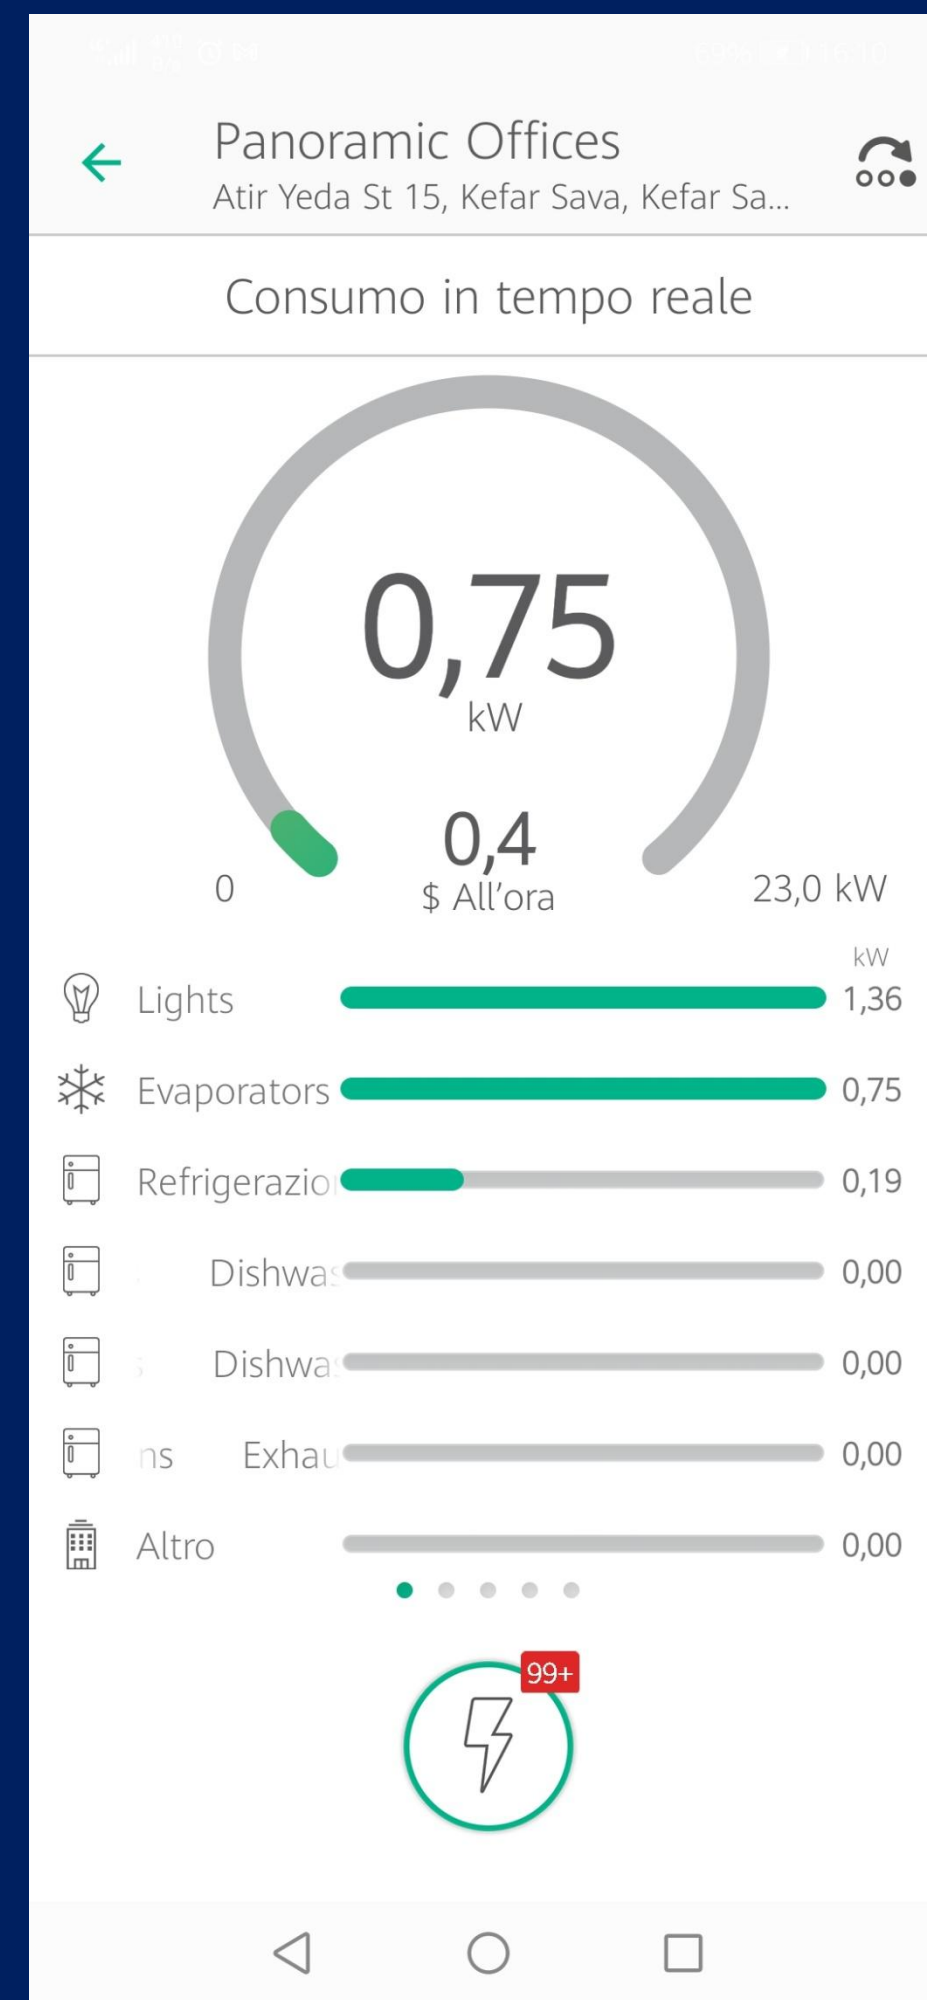 Panoramic Offices
Atir Yeda St 15, Kefar Sava, Kefar Sa...
Consumo in tempo reale
0,75
kW
0,4
$ All'ora
0
23,0 kW
kW
Lights 1,36
Evaporators 0,75
Refrigerazio 0,19
Dishwas 0,00
s Dishwas 0,00
ns Exhau 0,00
Altro 0,00
99+